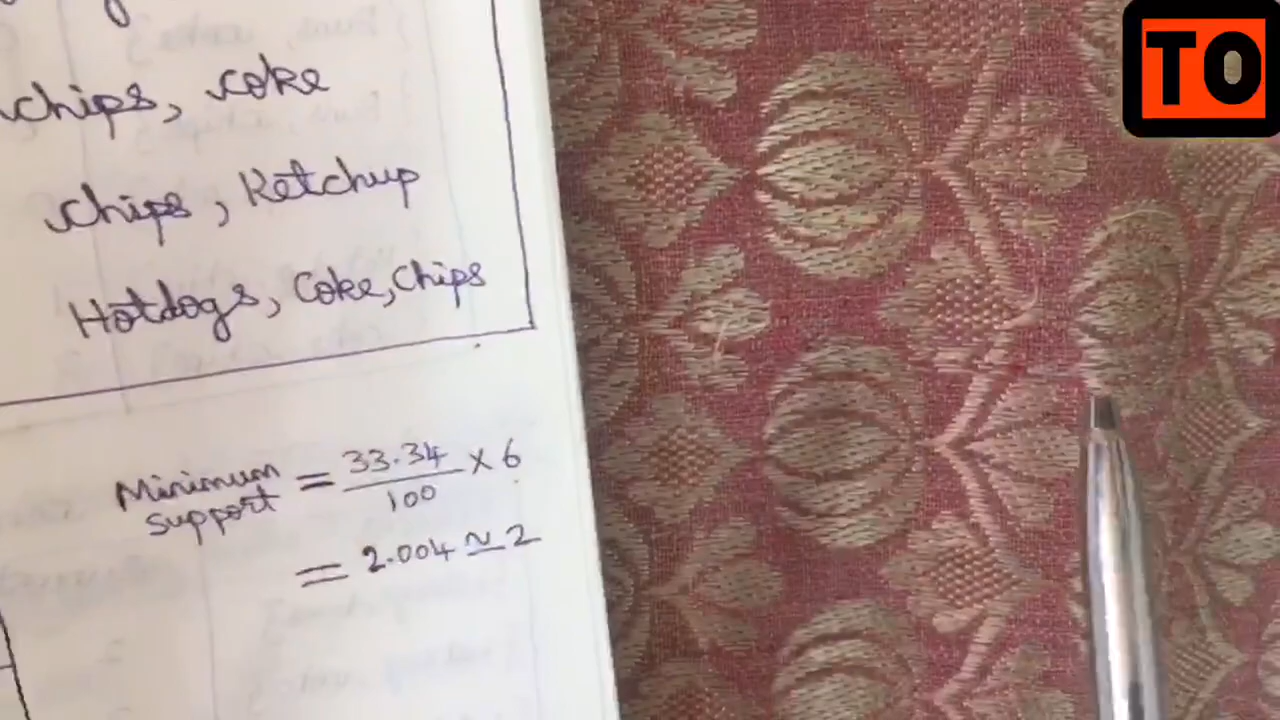 chips, coke
chips, Ketchup
Hotdogs, Coke, Chips
Minimum support = 33.34/100 × 6
= 2.004 ≃ 2
TO